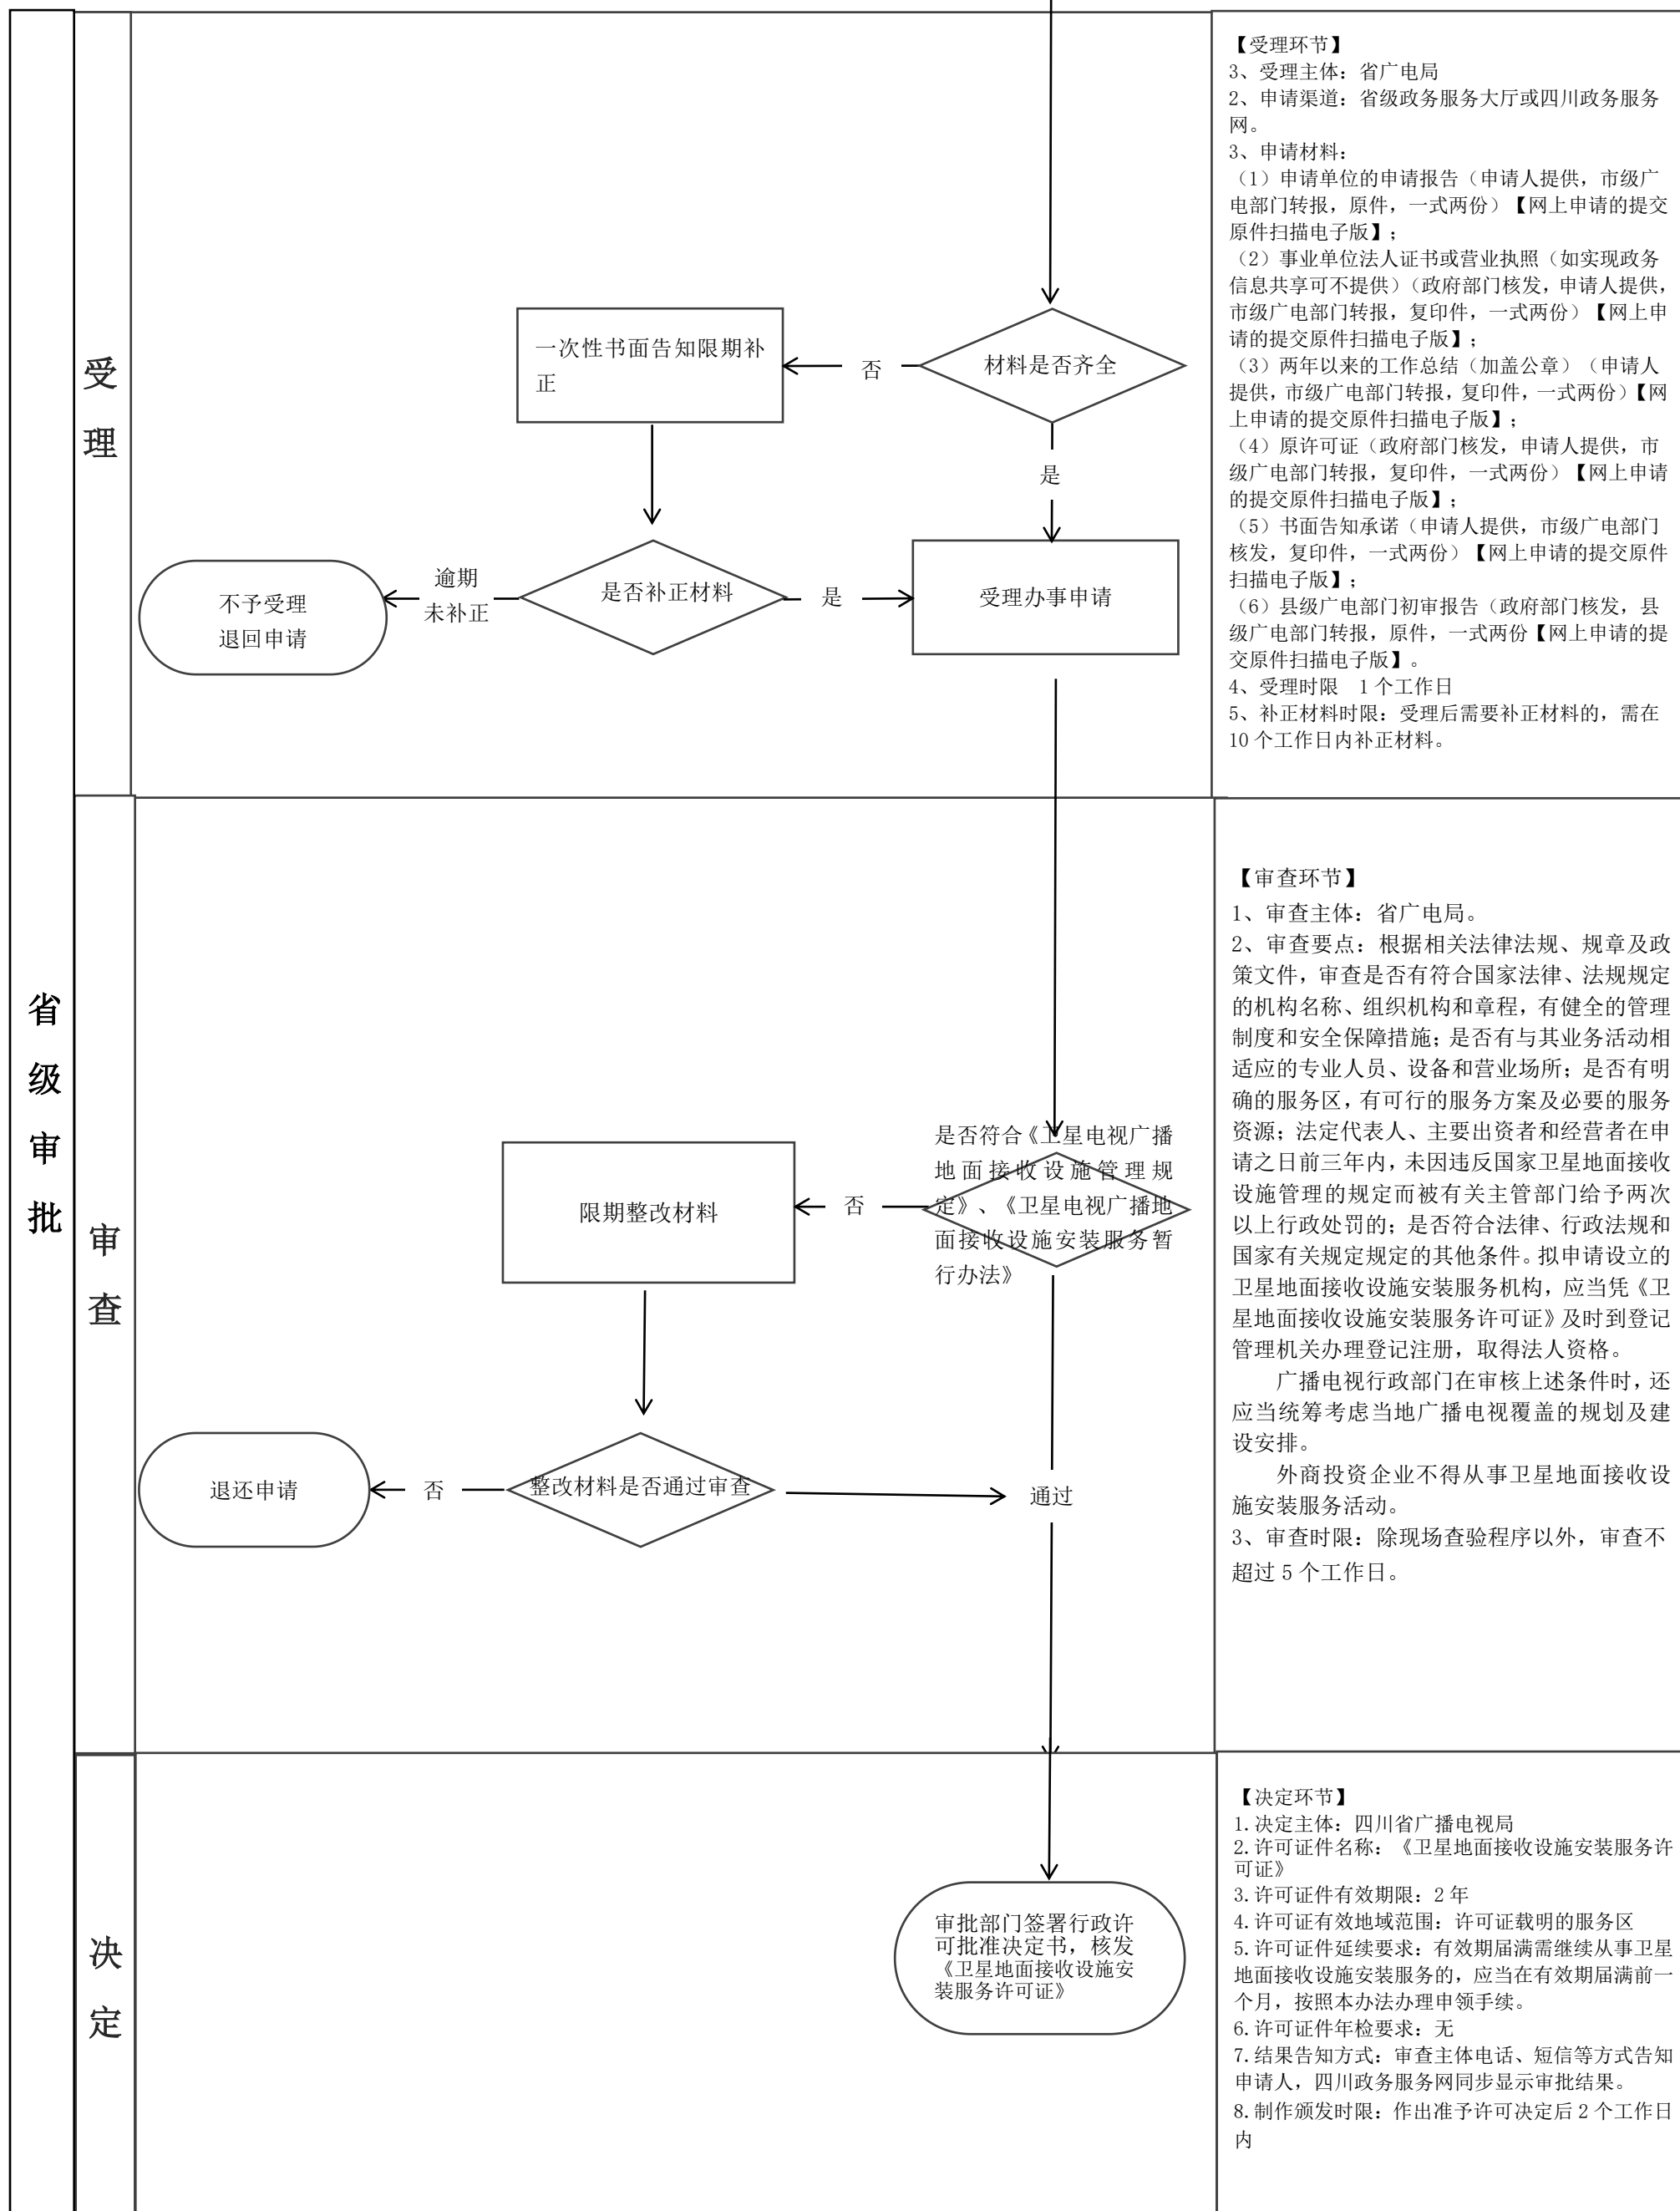 省
级
审
批
受
理
一次性书面告知限期补
正
否
材料是否齐全
是
不予受理
退回申请
逾期
未补正
是否补正材料
是
受理办事申请
【受理环节】
3、受理主体：省广电局
2、申请渠道：省级政务服务大厅或四川政务服务
网。
3、申请材料：
（1）申请单位的申请报告（申请人提供，市级广
电部门转报，原件，一式两份）【网上申请的提交
原件扫描电子版】；
（2）事业单位法人证书或营业执照（如实现政务
信息共享可不提供）（政府部门核发，申请人提供，
市级广电部门转报，复印件，一式两份）【网上申
请的提交原件扫描电子版】；
（3）两年以来的工作总结（加盖公章）（申请人
提供，市级广电部门转报，复印件，一式两份）【网
上申请的提交原件扫描电子版】；
（4）原许可证（政府部门核发，申请人提供，市
级广电部门转报，复印件，一式两份）【网上申请
的提交原件扫描电子版】；
（5）书面告知承诺（申请人提供，市级广电部门
核发，复印件，一式两份）【网上申请的提交原件
扫描电子版】；
（6）县级广电部门初审报告（政府部门核发，县
级广电部门转报，原件，一式两份【网上申请的提
交原件扫描电子版】。
4、受理时限　1 个工作日
5、补正材料时限：受理后需要补正材料的，需在
10 个工作日内补正材料。
审
查
限期整改材料
否
是否符合《卫星电视广播
地面接收设施管理规
定》、《卫星电视广播地
面接收设施安装服务暂
行办法》
退还申请
否
整改材料是否通过审查
通过
【审查环节】
1、审查主体：省广电局。
2、审查要点：根据相关法律法规、规章及政
策文件，审查是否有符合国家法律、法规规定
的机构名称、组织机构和章程，有健全的管理
制度和安全保障措施；是否有与其业务活动相
适应的专业人员、设备和营业场所；是否有明
确的服务区，有可行的服务方案及必要的服务
资源；法定代表人、主要出资者和经营者在申
请之日前三年内，未因违反国家卫星地面接收
设施管理的规定而被有关主管部门给予两次
以上行政处罚的；是否符合法律、行政法规和
国家有关规定规定的其他条件。拟申请设立的
卫星地面接收设施安装服务机构，应当凭《卫
星地面接收设施安装服务许可证》及时到登记
管理机关办理登记注册，取得法人资格。
广播电视行政部门在审核上述条件时，还
应当统筹考虑当地广播电视覆盖的规划及建
设安排。
外商投资企业不得从事卫星地面接收设
施安装服务活动。
3、审查时限：除现场查验程序以外，审查不
超过 5 个工作日。
决
定
审批部门签署行政许
可批准决定书，核发
《卫星地面接收设施安
装服务许可证》
【决定环节】
1.决定主体：四川省广播电视局
2.许可证件名称：《卫星地面接收设施安装服务许
可证》
3.许可证件有效期限：2 年
4.许可证有效地域范围：许可证载明的服务区
5.许可证件延续要求：有效期届满需继续从事卫星
地面接收设施安装服务的，应当在有效期届满前一
个月，按照本办法办理申领手续。
6.许可证件年检要求：无
7.结果告知方式：审查主体电话、短信等方式告知
申请人，四川政务服务网同步显示审批结果。
8.制作颁发时限：作出准予许可决定后 2 个工作日
内